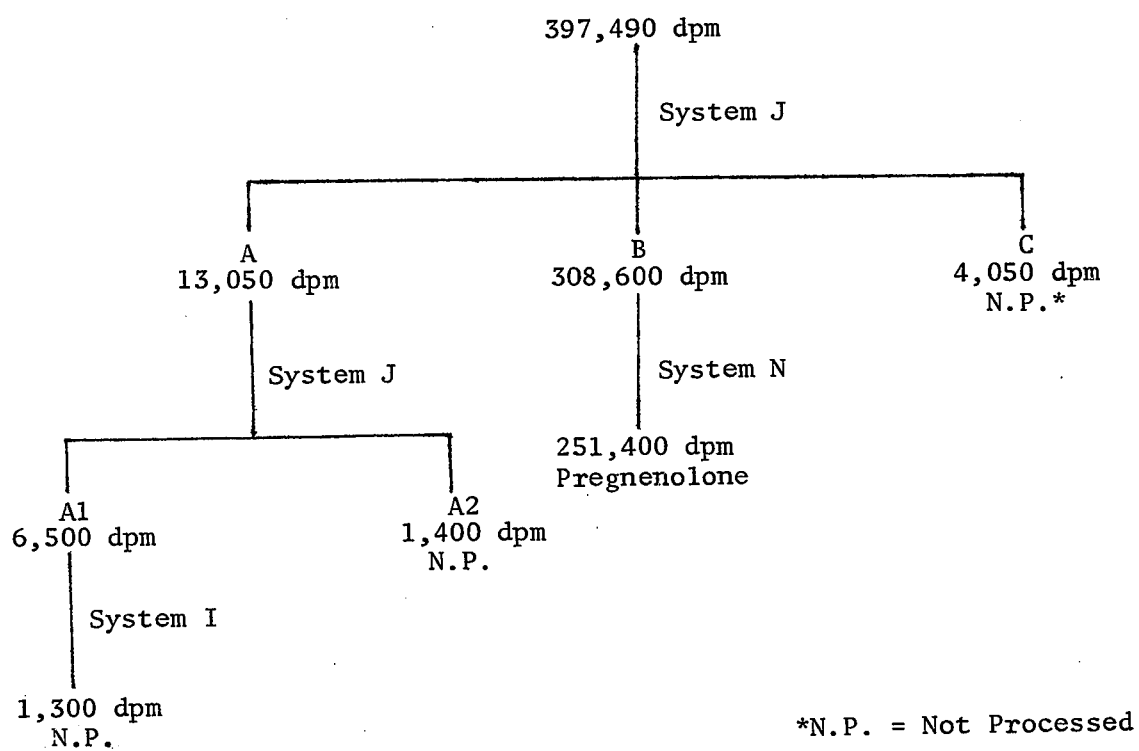 397,490 dpm
System J
A
13,050 dpm
B
308,600 dpm
C
4,050 dpm
N.P.*
System J
System N
251,400 dpm
Pregnenolone
A1
6,500 dpm
A2
1,400 dpm
N.P.
System I
1,300 dpm
N.P.
*N.P. = Not Processed